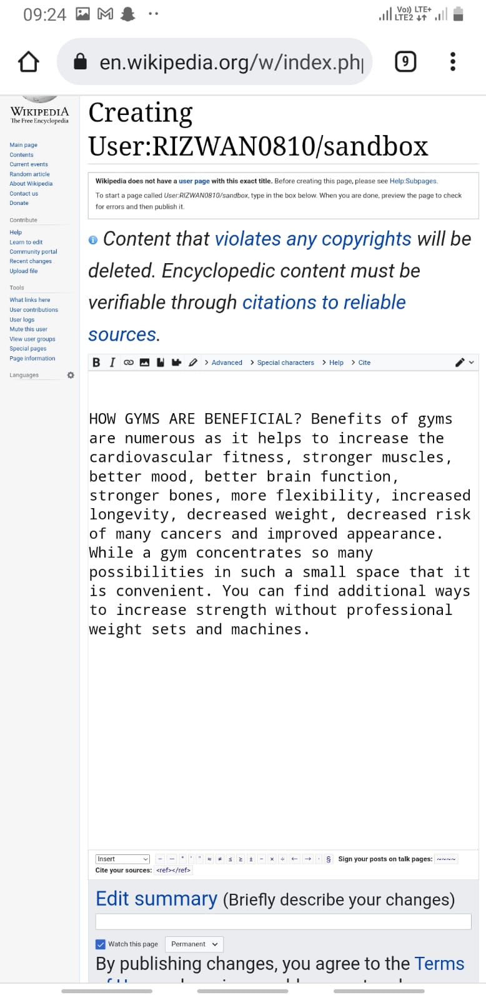 09:24
Vo)) LTE+
LTE2
en.wikipedia.org/w/index.ph
9
WIKIPEDIA
The Free Encyclopedia
Main page
Contents
Current events
Random article
About Wikipedia
Contact us
Donate
Contribute
Help
Learn to edit
Community portal
Recent changes
Upload file
Tools
What links here
User contributions
User logs
Mute this user
View user groups
Special pages
Page information
Languages
Creating
User:RIZWAN0810/sandbox
Wikipedia does not have a user page with this exact title. Before creating this page, please see Help:Subpages.
To start a page called User:RIZWAN0810/sandbox, type in the box below. When you are done, preview the page to check
for errors and then publish it.
Content that violates any copyrights will be
deleted. Encyclopedic content must be
verifiable through citations to reliable
sources.
B I > Advanced > Special characters > Help > Cite
HOW GYMS ARE BENEFICIAL? Benefits of gyms
are numerous as it helps to increase the
cardiovascular fitness, stronger muscles,
better mood, better brain function,
stronger bones, more flexibility, increased
longevity, decreased weight, decreased risk
of many cancers and improved appearance.
While a gym concentrates so many
possibilities in such a small space that it
is convenient. You can find additional ways
to increase strength without professional
weight sets and machines.
Insert – — ° ′ ″ ≈ ≠ ≤ ≥ ± − × ÷ ← → · § Sign your posts on talk pages: ~~~~
Cite your sources: <ref></ref>
Edit summary (Briefly describe your changes)
Watch this page Permanent
By publishing changes, you agree to the Terms